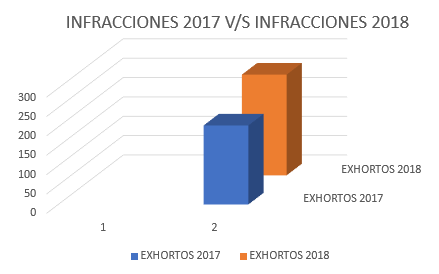 INFRACCIONES 2017 V/S INFRACCIONES 2018
300
250
200
150
100
50
0
EXHORTOS 2018
EXHORTOS 2017
1 2
EXHORTOS 2017 EXHORTOS 2018